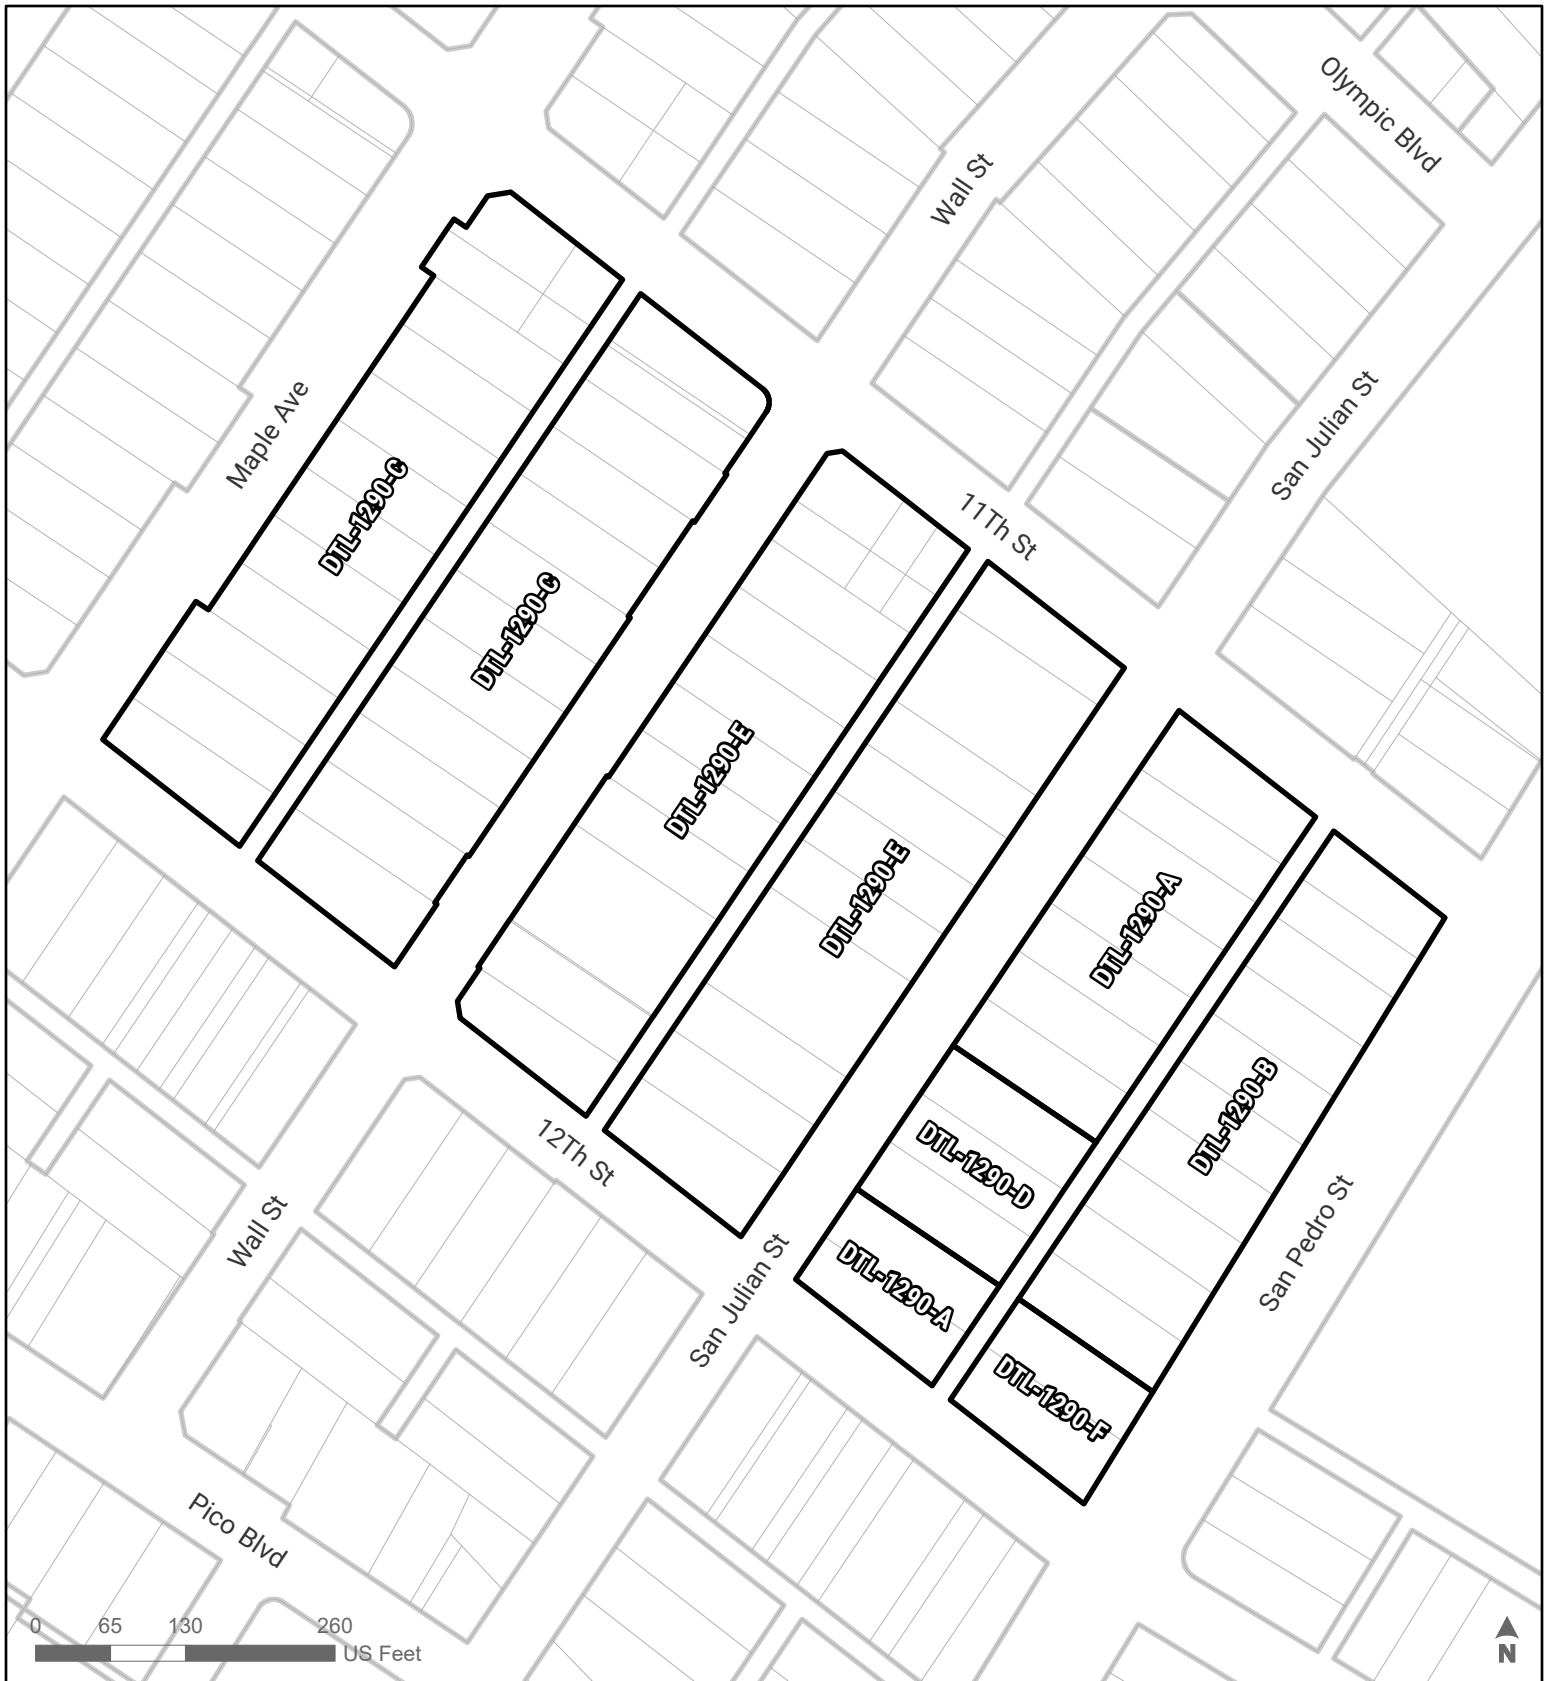 Olympic Blvd
Wall St
Maple Ave
San Julian St
DTL-1290-C
11Th St
DTL-1290-C
DTL-1290-E
DTL-1290-E
DTL-1290-A
DTL-1290-B
12Th St
DTL-1290-D
Wall St
San Pedro St
San Julian St
DTL-1290-A
DTL-1290-F
Pico Blvd
0 65 130 260
US Feet
N